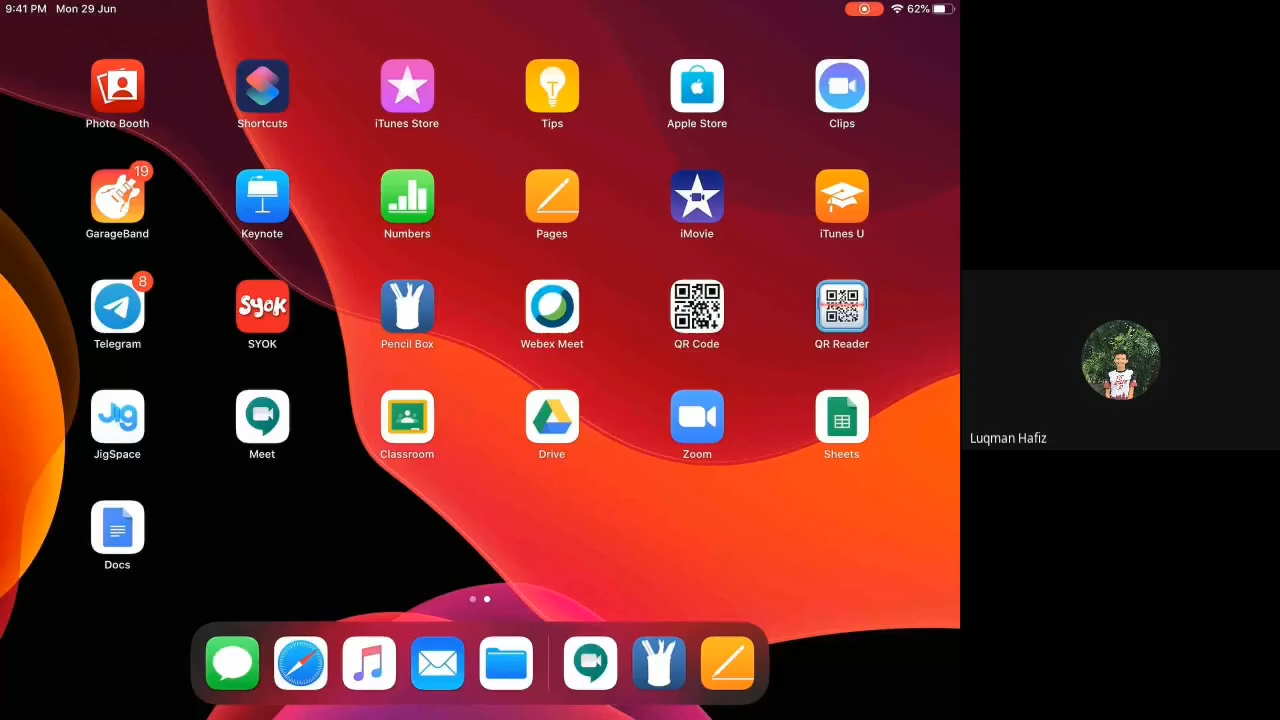 9:41 PM Mon 29 Jun 62%
Photo Booth Shortcuts iTunes Store Tips Apple Store Clips
19
GarageBand Keynote Numbers Pages iMovie iTunes U
8
SYOK
Telegram SYOK Pencil Box Webex Meet QR Code QR Reader
Jig
JigSpace Meet Classroom Drive Zoom Sheets
Luqman Hafiz
Docs